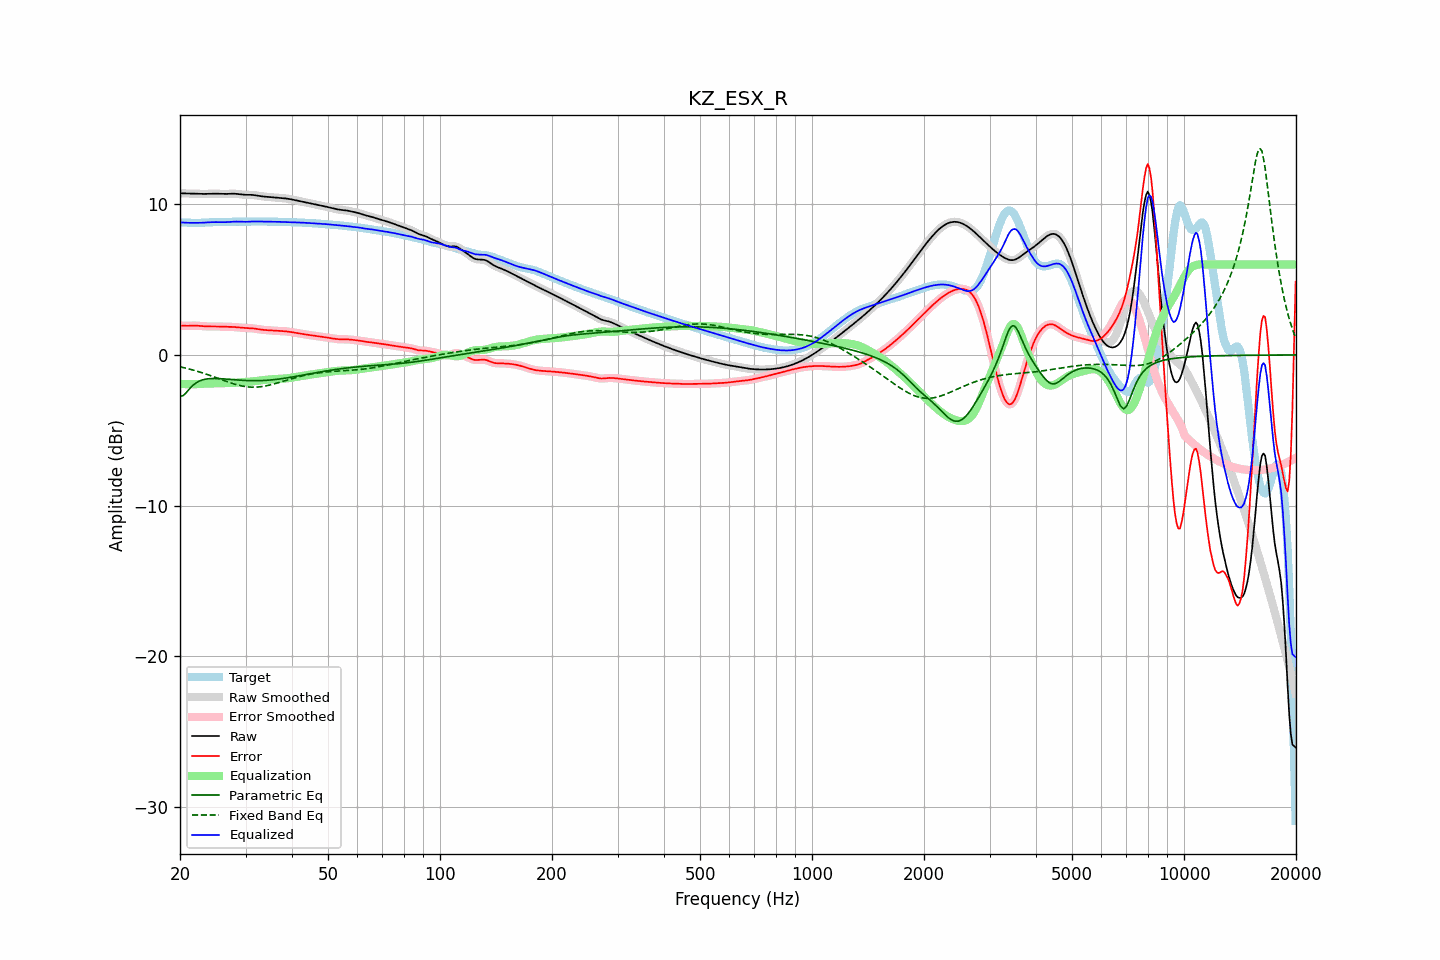 KZ_ESX_R
10
0
−10
−20
−30
Amplitude (dBr)
Target
Raw Smoothed
Error Smoothed
Raw
Error
Equalization
Parametric Eq
Fixed Band Eq
Equalized
20 50 100 200 500 1000 2000 5000 10000 20000
Frequency (Hz)